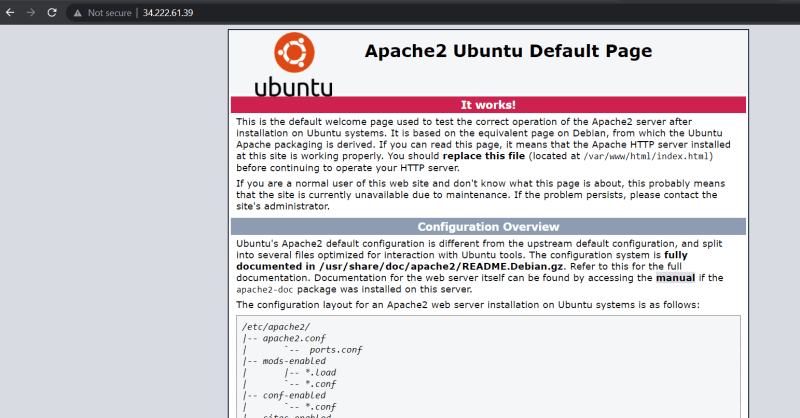 Not secure | 34.222.61.39
ubuntu
Apache2 Ubuntu Default Page
It works!
This is the default welcome page used to test the correct operation of the Apache2 server after
installation on Ubuntu systems. It is based on the equivalent page on Debian, from which the Ubuntu
Apache packaging is derived. If you can read this page, it means that the Apache HTTP server installed
at this site is working properly. You should replace this file (located at /var/www/html/index.html)
before continuing to operate your HTTP server.
If you are a normal user of this web site and don't know what this page is about, this probably means
that the site is currently unavailable due to maintenance. If the problem persists, please contact the
site's administrator.
Configuration Overview
Ubuntu's Apache2 default configuration is different from the upstream default configuration, and split
into several files optimized for interaction with Ubuntu tools. The configuration system is fully
documented in /usr/share/doc/apache2/README.Debian.gz. Refer to this for the full
documentation. Documentation for the web server itself can be found by accessing the manual if the
apache2-doc package was installed on this server.
The configuration layout for an Apache2 web server installation on Ubuntu systems is as follows:
/etc/apache2/
|-- apache2.conf
|       `--  ports.conf
|-- mods-enabled
|       |-- *.load
|       `-- *.conf
|-- conf-enabled
|       `-- *.conf
|-- sites-enabled